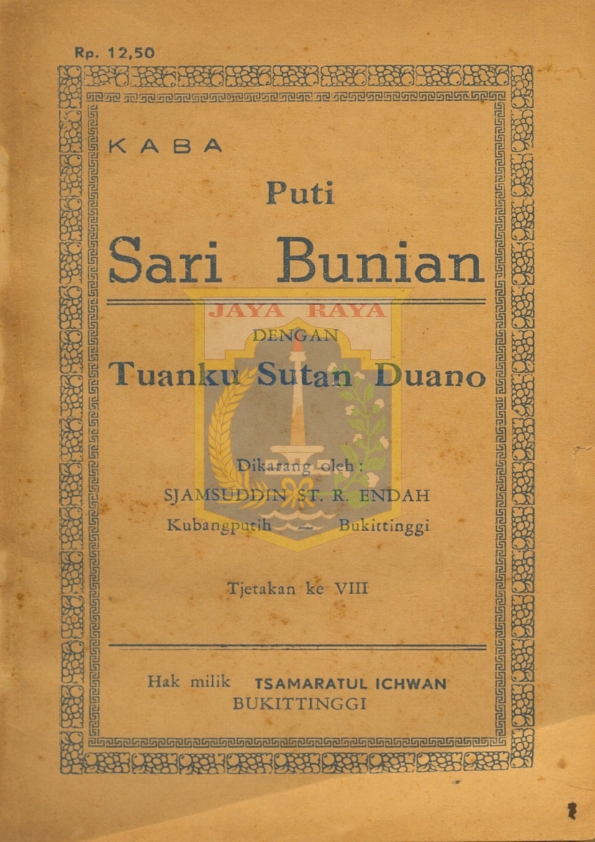 Rp. 12,50
KABA
Puti
Sari Bunian
JAYA RAYA
DENGAN
Tuanku Sutan Duano
Dikarang oleh :
SJAMSUDDIN ST. R. ENDAH
Kubangputih — Bukittinggi
Tjetakan ke VIII
Hak milik TSAMARATUL ICHWAN
BUKITTINGGI